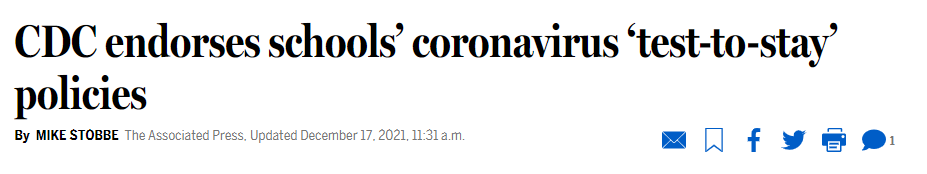 CDC endorses schools’ coronavirus ‘test-to-stay’
policies
By MIKE STOBBE The Associated Press, Updated December 17, 2021, 11:31 a.m.
1